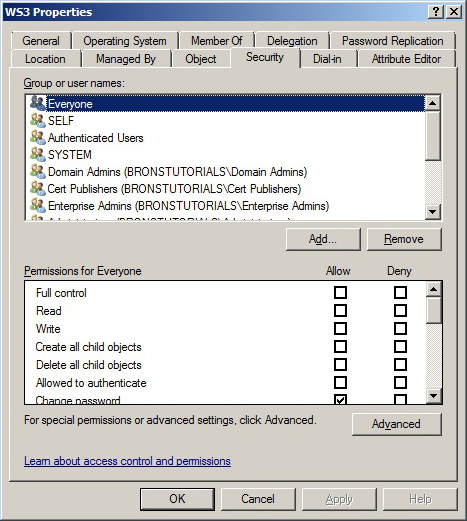 WS3 Properties
General Operating System Member Of Delegation Password Replication
Location Managed By Object Security Dial-in Attribute Editor
Group or user names:
Everyone
SELF
Authenticated Users
SYSTEM
Domain Admins (BRONSTUTORIALS\Domain Admins)
Cert Publishers (BRONSTUTORIALS\Cert Publishers)
Enterprise Admins (BRONSTUTORIALS\Enterprise Admins)
Add... Remove
Permissions for Everyone Allow Deny
Full control
Read
Write
Create all child objects
Delete all child objects
Allowed to authenticate
Change password
For special permissions or advanced settings, click Advanced.
Advanced
Learn about access control and permissions
OK Cancel Apply Help